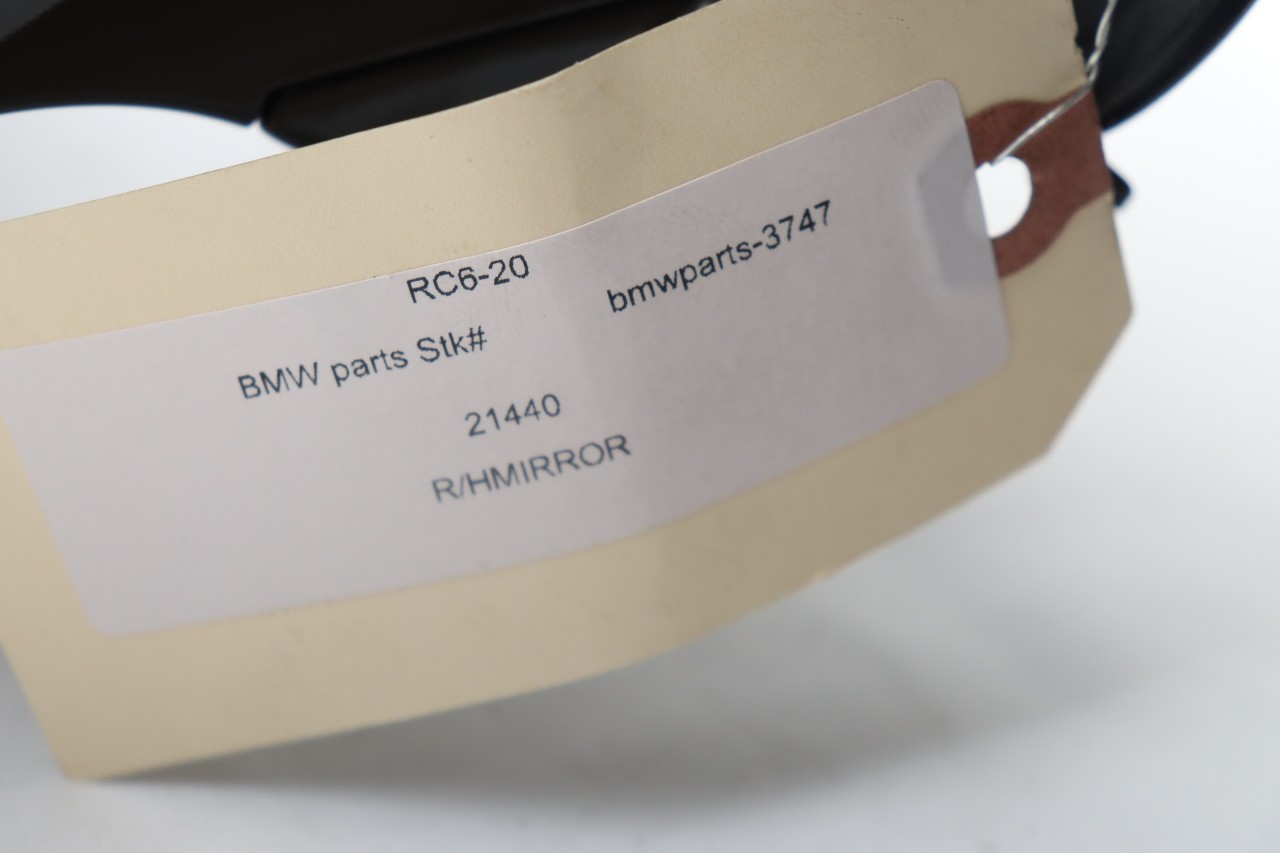 RC6-20
bmwparts-3747
BMW parts Stk#
21440
R/HMIRROR